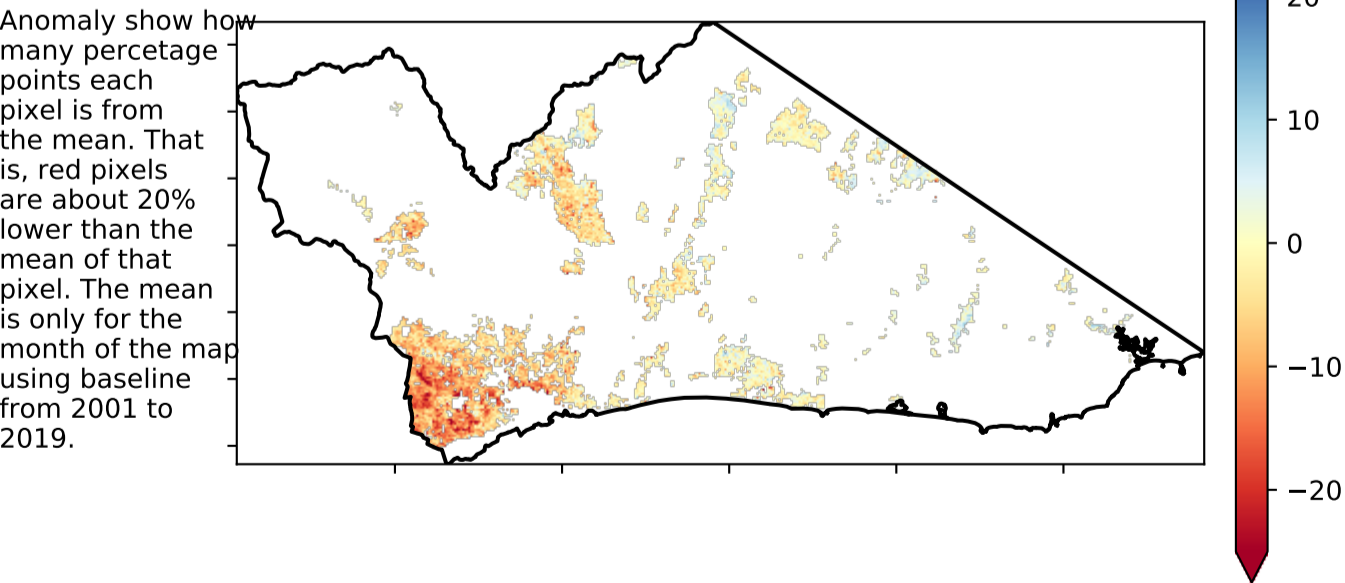 Anomaly show how
many percetage
points each
pixel is from
the mean. That
is, red pixels
are about 20%
lower than the
mean of that
pixel. The mean
is only for the
month of the map
using baseline
from 2001 to
2019.
20
10
0
−10
−20